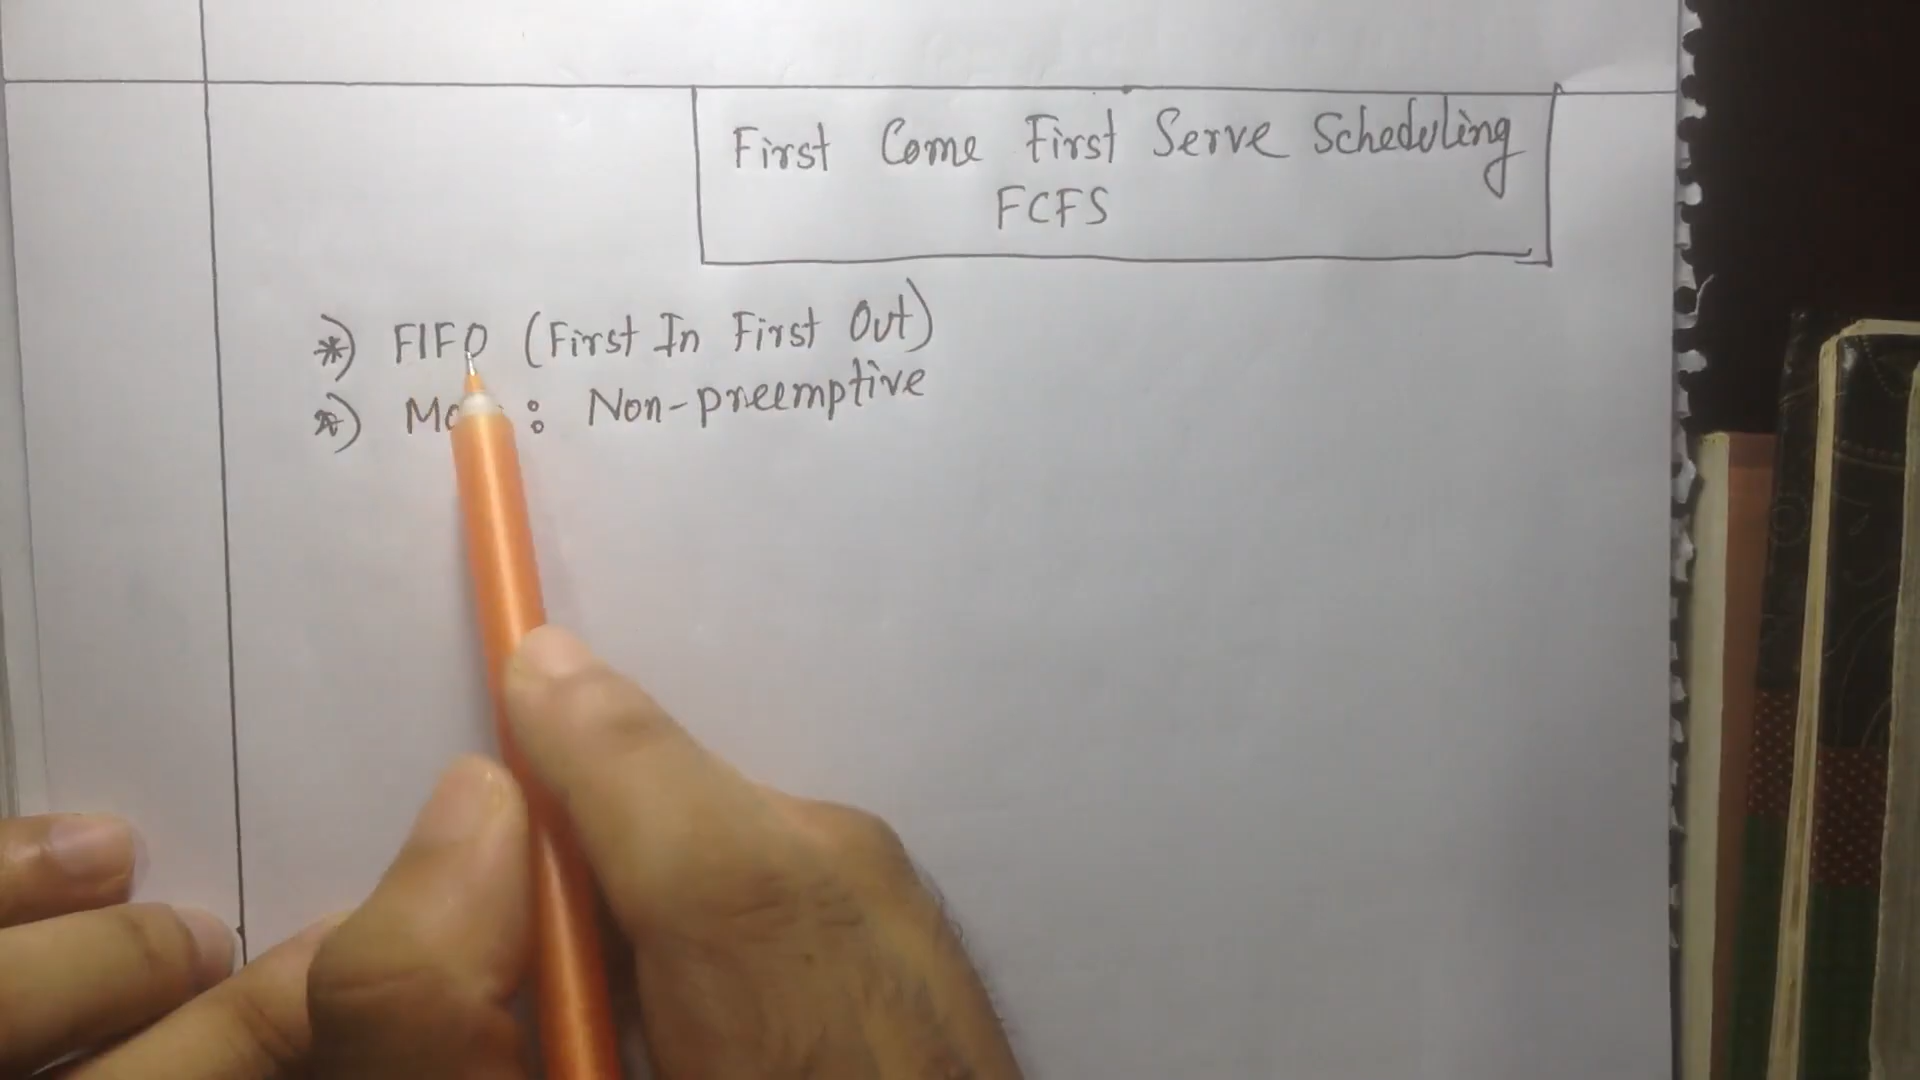 First Come First Serve Scheduling
FCFS
*) FIFO (First In First Out)
*) : Non-preemptive